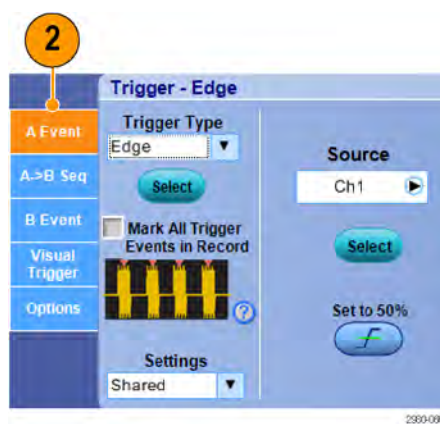 2
Trigger - Edge
A Event
A->B Seq
B Event
Visual
Trigger
Options
Trigger Type
Edge
Select
Mark All Trigger
Events in Record
?
Settings
Shared
Source
Ch1
Select
Set to 50%